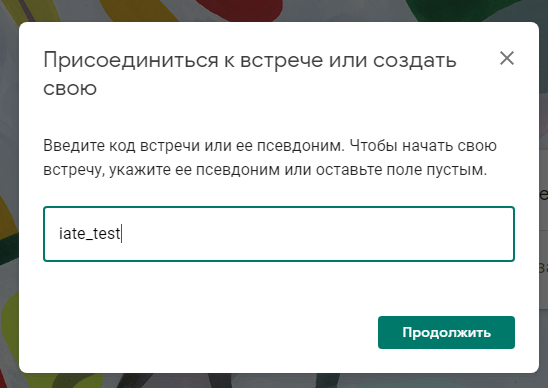 Присоединиться к встрече или создать
свою
Введите код встречи или ее псевдоним. Чтобы начать свою
встречу, укажите ее псевдоним или оставьте поле пустым.
iate_test
Продолжить